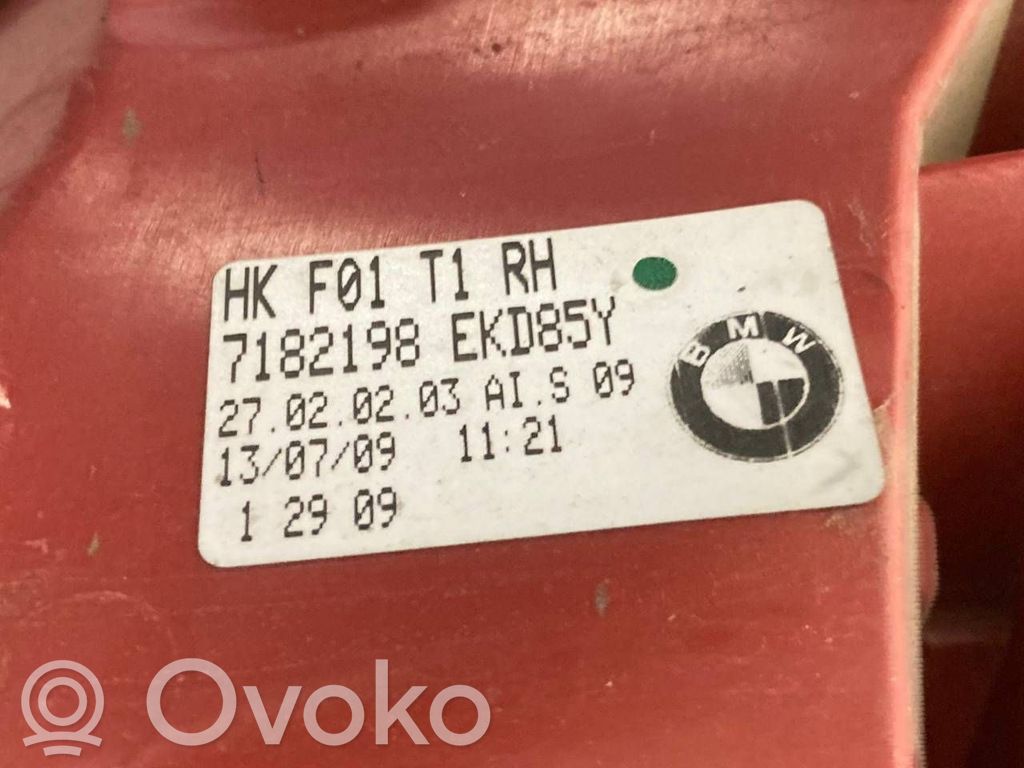 HK F01 T1 RH
7182198 EKD85Y
27.02.02.03 AI.S 09
13/07/09 11:21
1 29 09
BMW
Ovoko